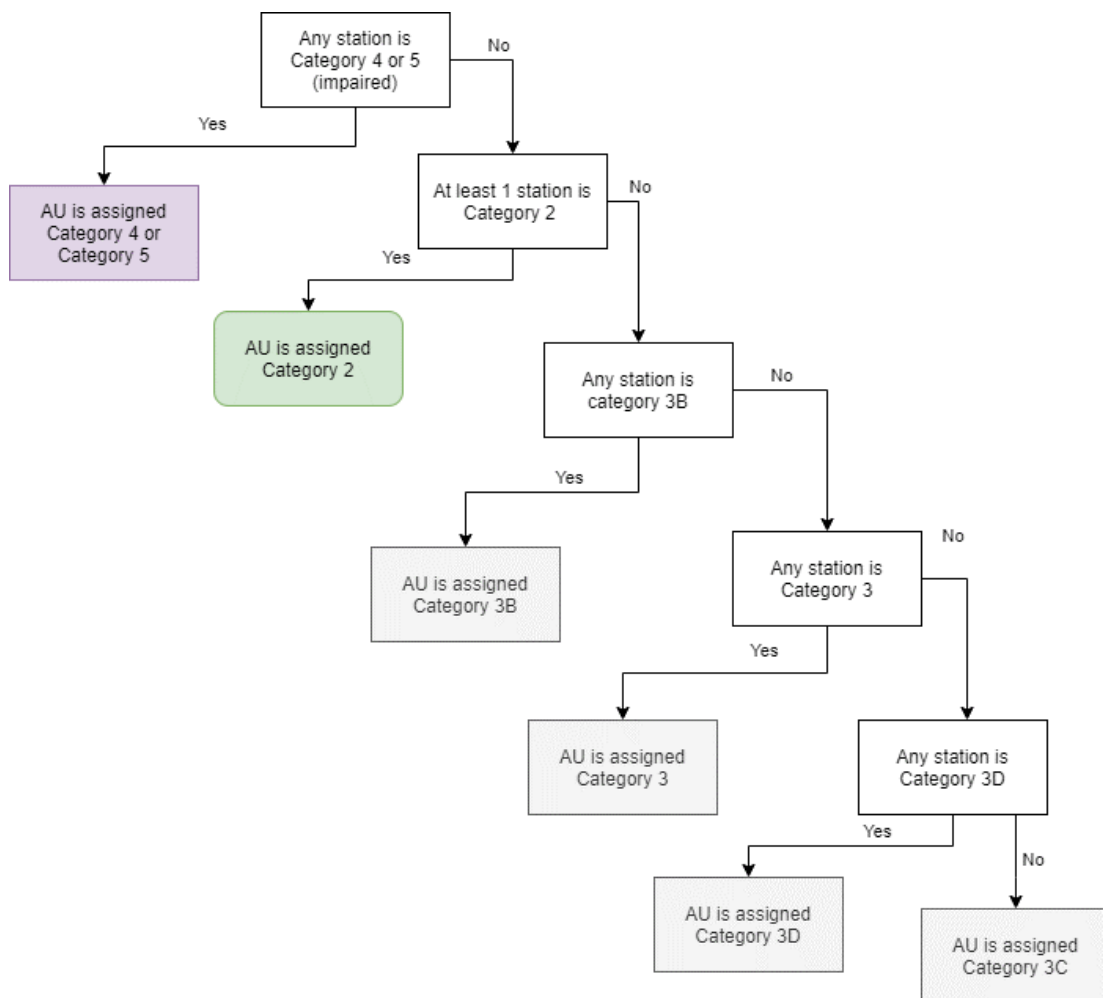 Any station is
Category 4 or 5
(impaired)
No
Yes
AU is assigned
Category 4 or
Category 5
At least 1 station is
Category 2
No
Yes
AU is assigned
Category 2
Any station is
category 3B
No
Yes
AU is assigned
Category 3B
Any station is
Category 3
No
Yes
AU is assigned
Category 3
Any station is
Category 3D
Yes
No
AU is assigned
Category 3D
AU is assigned
Category 3C